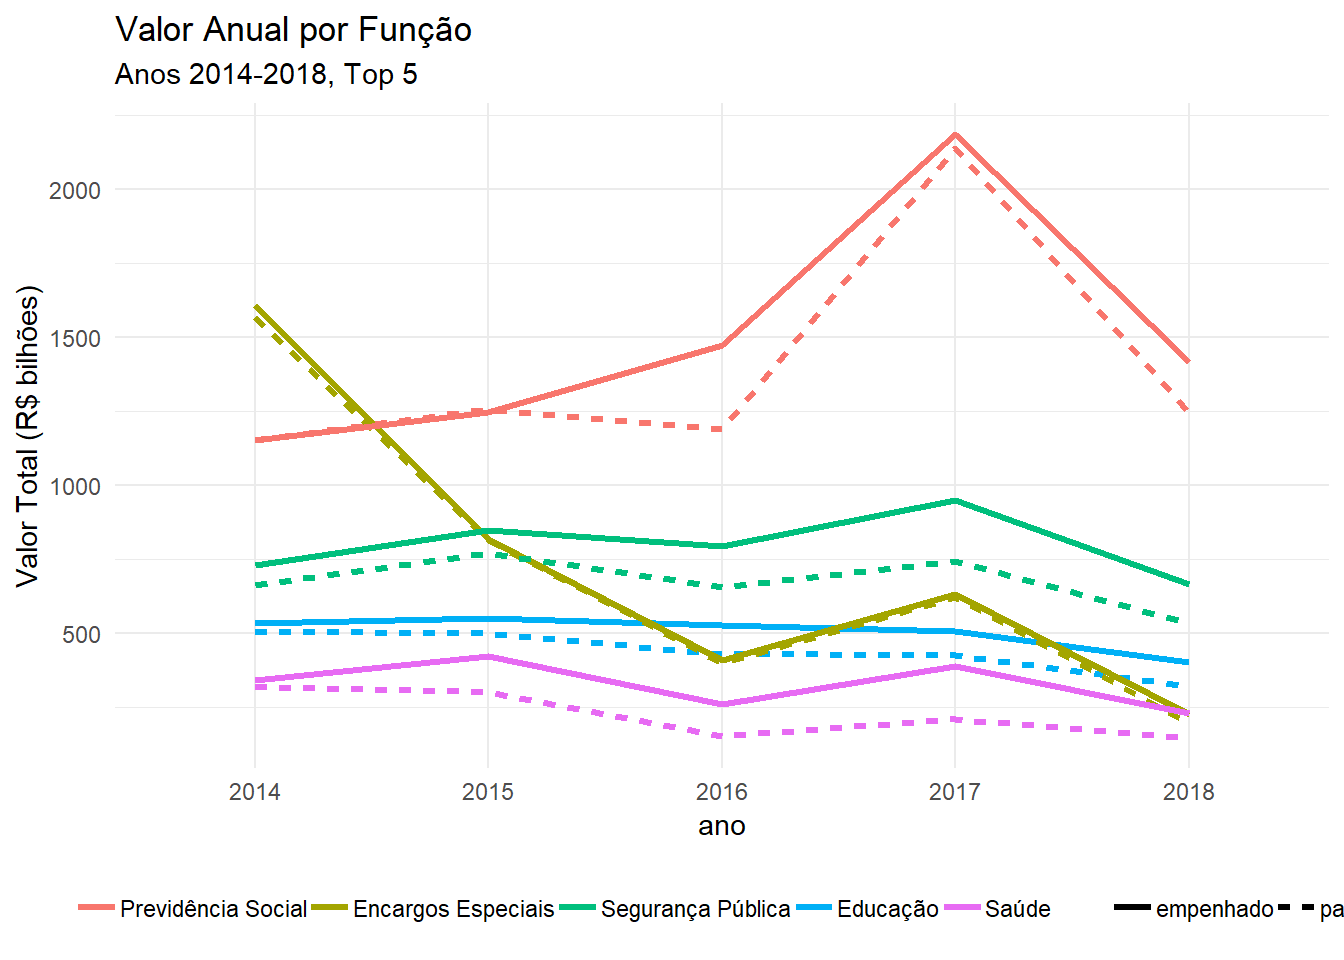 Valor Anual por Função
Anos 2014-2018, Top 5
Valor Total (R$ bilhões)
2000
1500
1000
500
2014 2015 2016 2017 2018
ano
Previdência Social Encargos Especiais Segurança Pública Educação Saúde empenhado pa